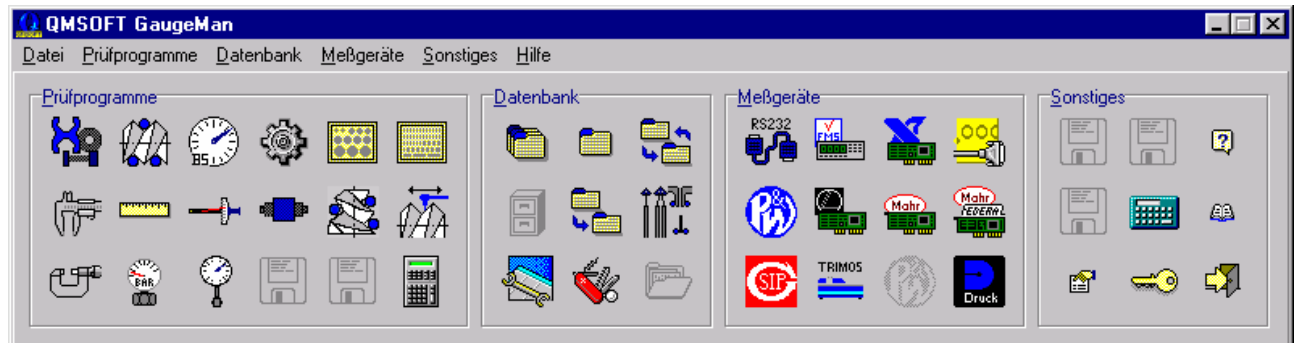 QMSOFT GaugeMan
Datei Prüfprogramme Datenbank Meßgeräte Sonstiges Hilfe
Prüfprogramme Datenbank Meßgeräte Sonstiges
BS
RS232
FMS
P&W
Mahr
Mahr FEDERAL
BAR
SIP
TRIMOS
Druck